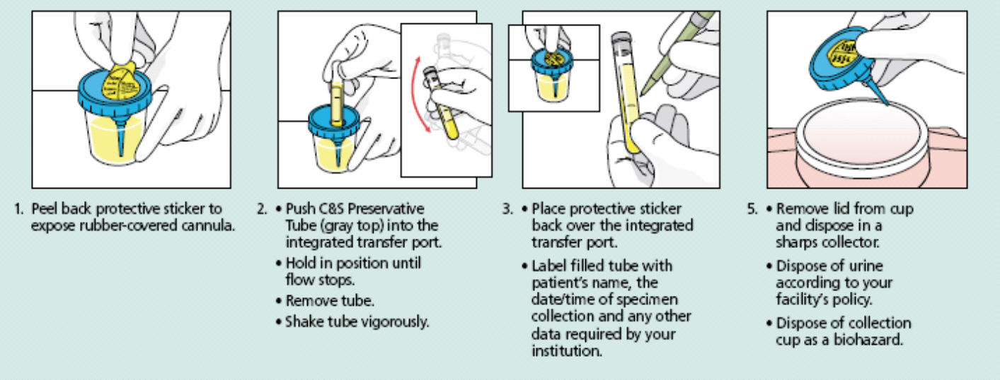 1. Peel back protective sticker to
expose rubber-covered cannula.
2. • Push C&S Preservative
Tube (gray top) into the
integrated transfer port.
• Hold in position until
flow stops.
• Remove tube.
• Shake tube vigorously.
3. • Place protective sticker
back over the integrated
transfer port.
• Label filled tube with
patient's name, the
date/time of specimen
collection and any other
data required by your
institution.
5. • Remove lid from cup
and dispose in a
sharps collector.
• Dispose of urine
according to your
facility's policy.
• Dispose of collection
cup as a biohazard.